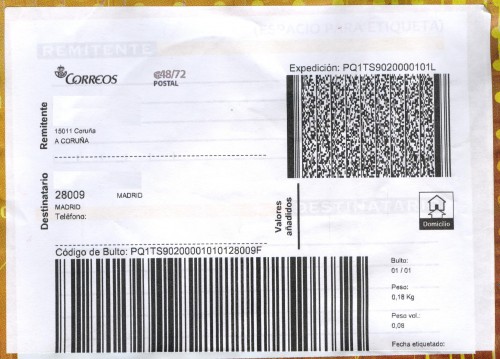 REMITENTE
(ESPACIO PARA ETIQUETA)
CORREOS
@48/72
POSTAL
Expedición: PQ1TS9020000101L
Remitente
15011 Coruña
A CORUÑA
Destinatario
28009 MADRID
MADRID
Teléfono:
Valores
añadidos
Domicilio
Código de Bulto: PQ1TS90200001010128009F
Bulto:
01 / 01
Peso:
0,18 Kg
Peso vol.:
0,08
Fecha etiquetado: